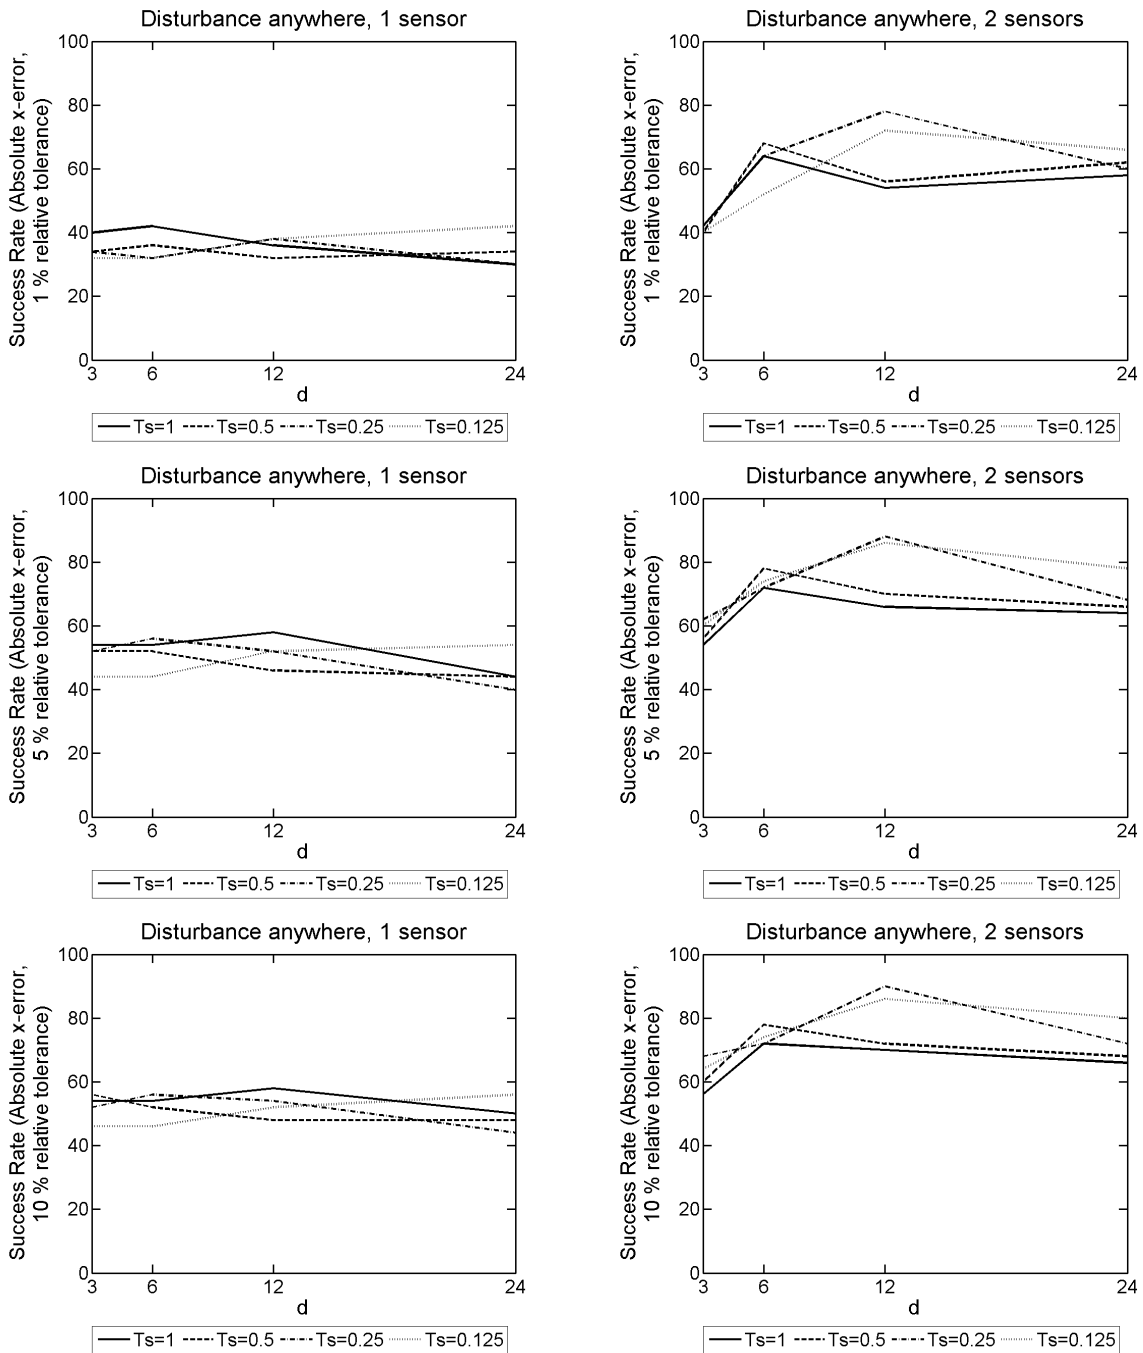 Disturbance anywhere, 1 sensor
Success Rate (Absolute x-error,
1 % relative tolerance)
100
80
60
40
20
0
3 6 12 24
d
Ts=1 Ts=0.5 Ts=0.25 Ts=0.125
Disturbance anywhere, 2 sensors
Success Rate (Absolute x-error,
1 % relative tolerance)
100
80
60
40
20
0
3 6 12 24
d
Ts=1 Ts=0.5 Ts=0.25 Ts=0.125
Disturbance anywhere, 1 sensor
Success Rate (Absolute x-error,
5 % relative tolerance)
100
80
60
40
20
0
3 6 12 24
d
Ts=1 Ts=0.5 Ts=0.25 Ts=0.125
Disturbance anywhere, 2 sensors
Success Rate (Absolute x-error,
5 % relative tolerance)
100
80
60
40
20
0
3 6 12 24
d
Ts=1 Ts=0.5 Ts=0.25 Ts=0.125
Disturbance anywhere, 1 sensor
Success Rate (Absolute x-error,
10 % relative tolerance)
100
80
60
40
20
0
3 6 12 24
d
Ts=1 Ts=0.5 Ts=0.25 Ts=0.125
Disturbance anywhere, 2 sensors
Success Rate (Absolute x-error,
10 % relative tolerance)
100
80
60
40
20
0
3 6 12 24
d
Ts=1 Ts=0.5 Ts=0.25 Ts=0.125